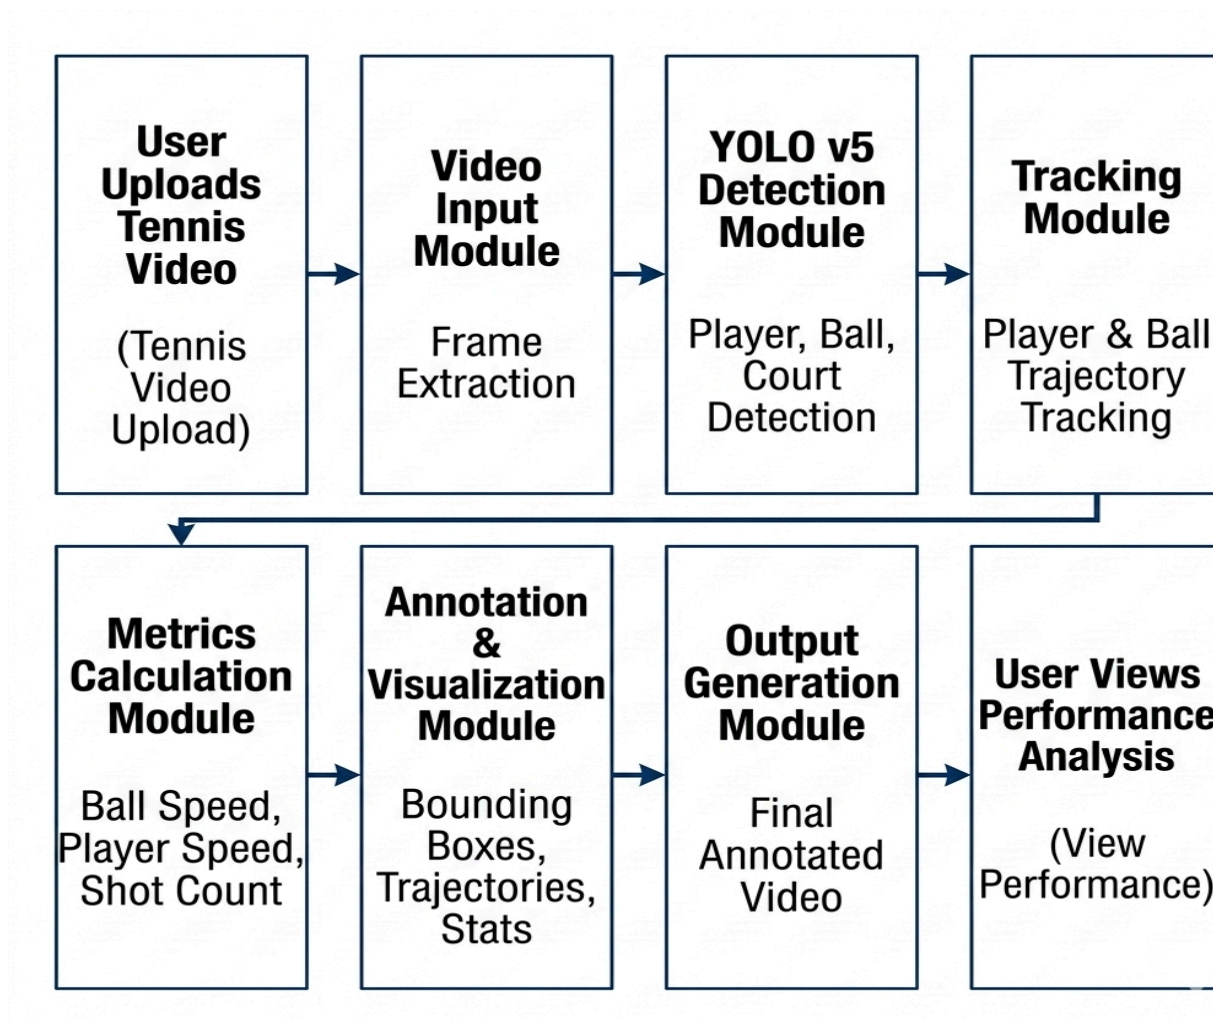 User
Uploads
Tennis
Video
(Tennis
Video
Upload)
Video
Input
Module
Frame
Extraction
YOLO v5
Detection
Module
Player, Ball,
Court
Detection
Tracking
Module
Player & Ball
Trajectory
Tracking
Metrics
Calculation
Module
Ball Speed,
Player Speed,
Shot Count
Annotation
&
Visualization
Module
Bounding
Boxes,
Trajectories,
Stats
Output
Generation
Module
Final
Annotated
Video
User Views
Performance
Analysis
(View
Performance)